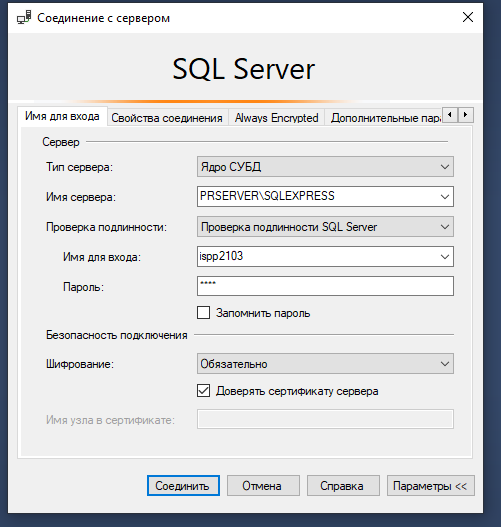 Соединение с сервером
SQL Server
Имя для входа Свойства соединения Always Encrypted Дополнительные пара
Сервер
Тип сервера: Ядро СУБД
Имя сервера: PRSERVER\SQLEXPRESS
Проверка подлинности: Проверка подлинности SQL Server
Имя для входа: ispp2103
Пароль: ****
Запомнить пароль
Безопасность подключения
Шифрование: Обязательно
Доверять сертификату сервера
Имя узла в сертификате:
Соединить Отмена Справка Параметры <<